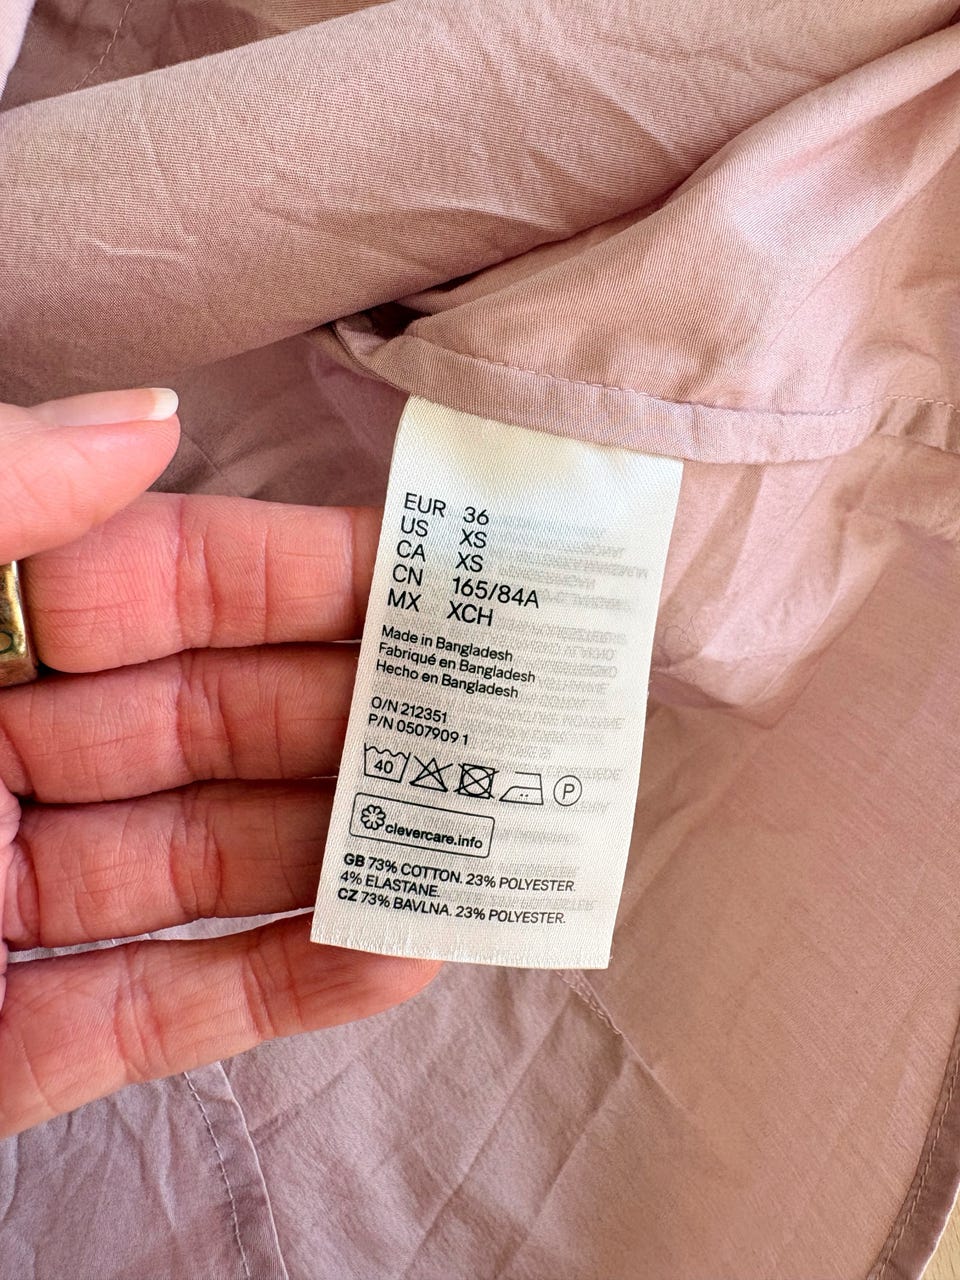 EUR 36
US XS
CA XS
CN 165/84A
MX XCH
Made in Bangladesh
Fabriqué en Bangladesh
Hecho en Bangladesh
O/N 212351
P/N 0507909 1
40
P
clevercare.info
GB 73% COTTON. 23% POLYESTER.
4% ELASTANE.
CZ 73% BAVLNA. 23% POLYESTER.